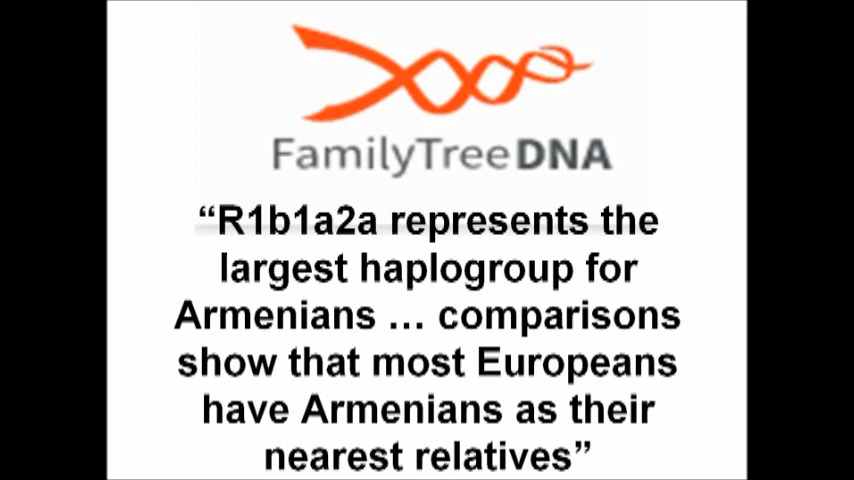 FamilyTreeDNA
“R1b1a2a represents the
largest haplogroup for
Armenians … comparisons
show that most Europeans
have Armenians as their
nearest relatives”